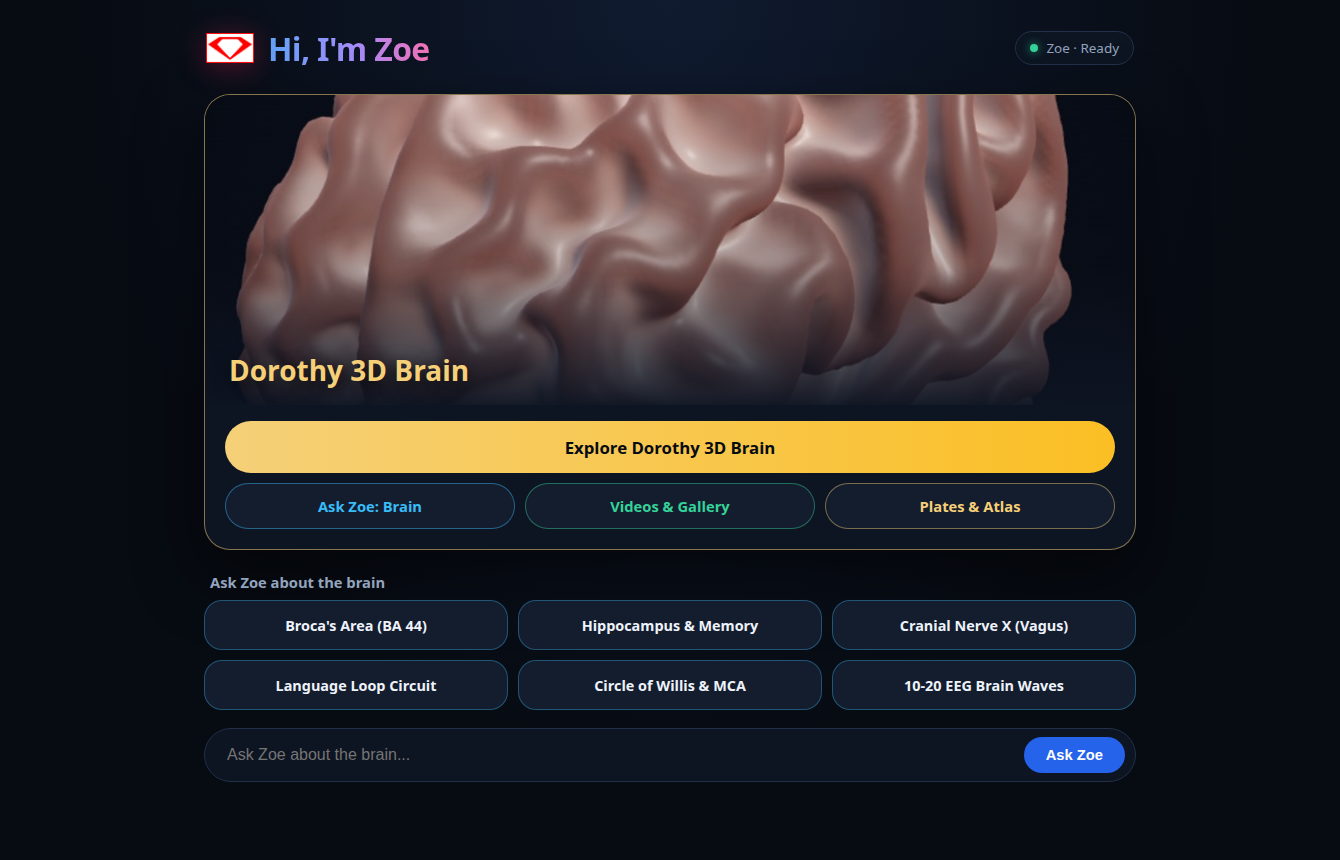 Hi, I'm Zoe
Zoe · Ready
Dorothy 3D Brain
Explore Dorothy 3D Brain
Ask Zoe: Brain
Videos & Gallery
Plates & Atlas
Ask Zoe about the brain
Broca's Area (BA 44)
Hippocampus & Memory
Cranial Nerve X (Vagus)
Language Loop Circuit
Circle of Willis & MCA
10-20 EEG Brain Waves
Ask Zoe about the brain...
Ask Zoe